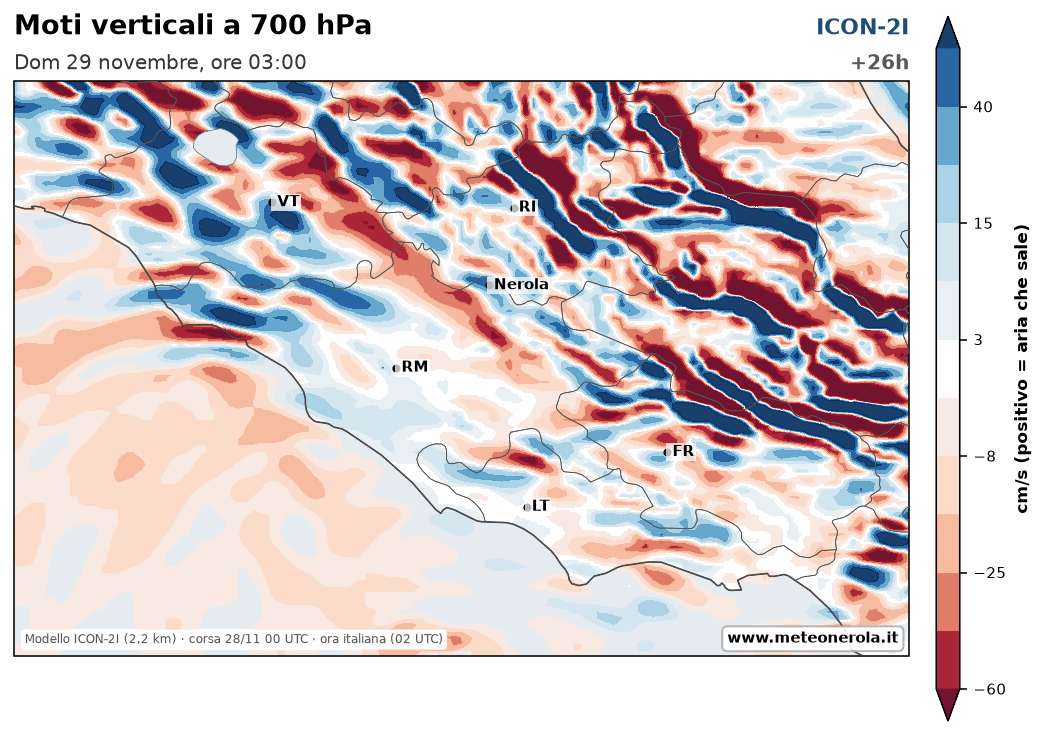 Moti verticali a 700 hPa
ICON-2I
Dom 29 novembre, ore 03:00
+26h
40
15
3
−8
−25
−60
cm/s (positivo = aria che sale)
VT
RI
Nerola
RM
FR
LT
Modello ICON-2I (2,2 km) · corsa 28/11 00 UTC · ora italiana (02 UTC)
www.meteonerola.it